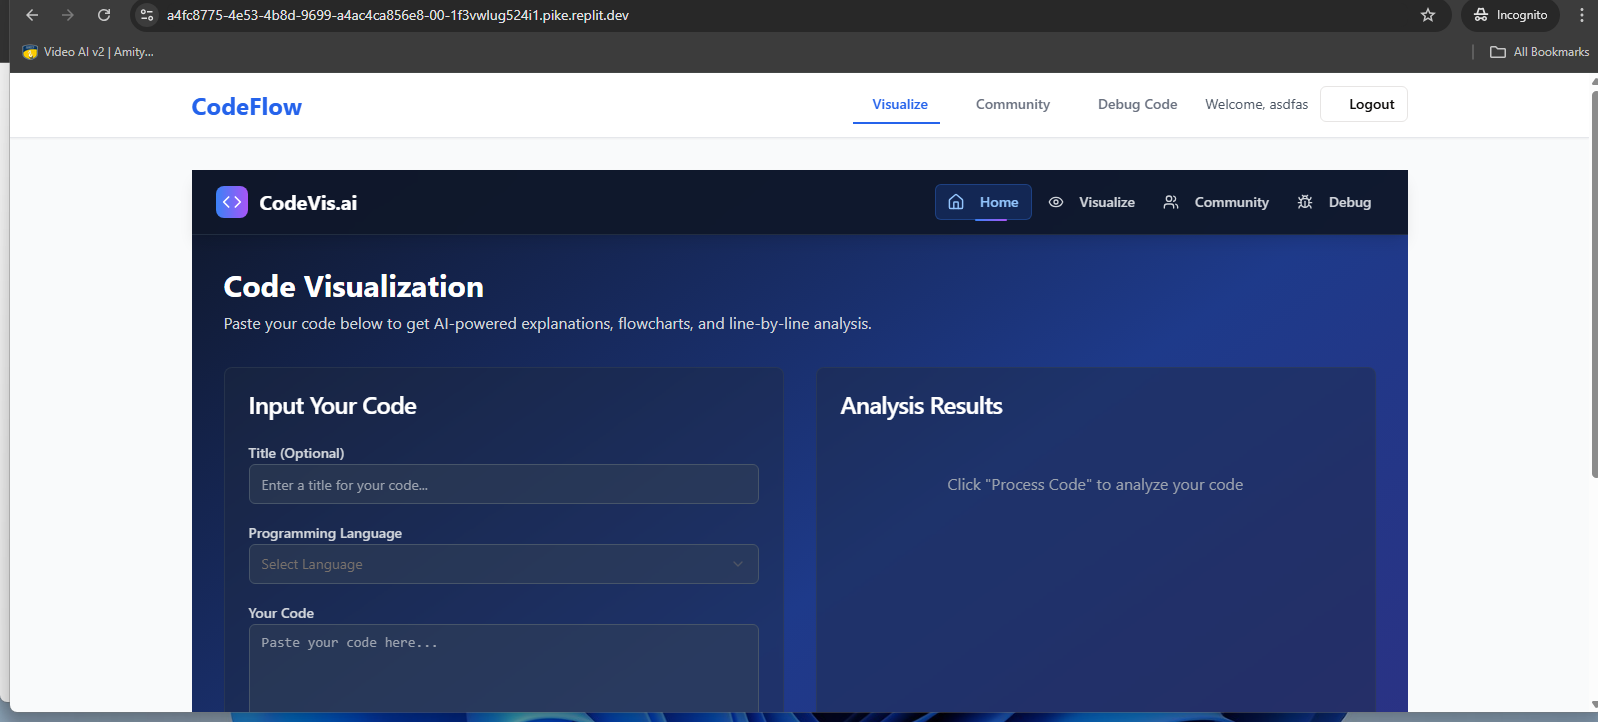 a4fc8775-4e53-4b8d-9699-a4ac4ca856e8-00-1f3vwlug524i1.pike.replit.dev
Incognito
Video AI v2 | Amity...
All Bookmarks
CodeFlow
Visualize
Community
Debug Code
Welcome, asdfas
Logout
CodeVis.ai
Home
Visualize
Community
Debug
Code Visualization
Paste your code below to get AI-powered explanations, flowcharts, and line-by-line analysis.
Input Your Code
Title (Optional)
Enter a title for your code...
Programming Language
Select Language
Your Code
Paste your code here...
Analysis Results
Click "Process Code" to analyze your code